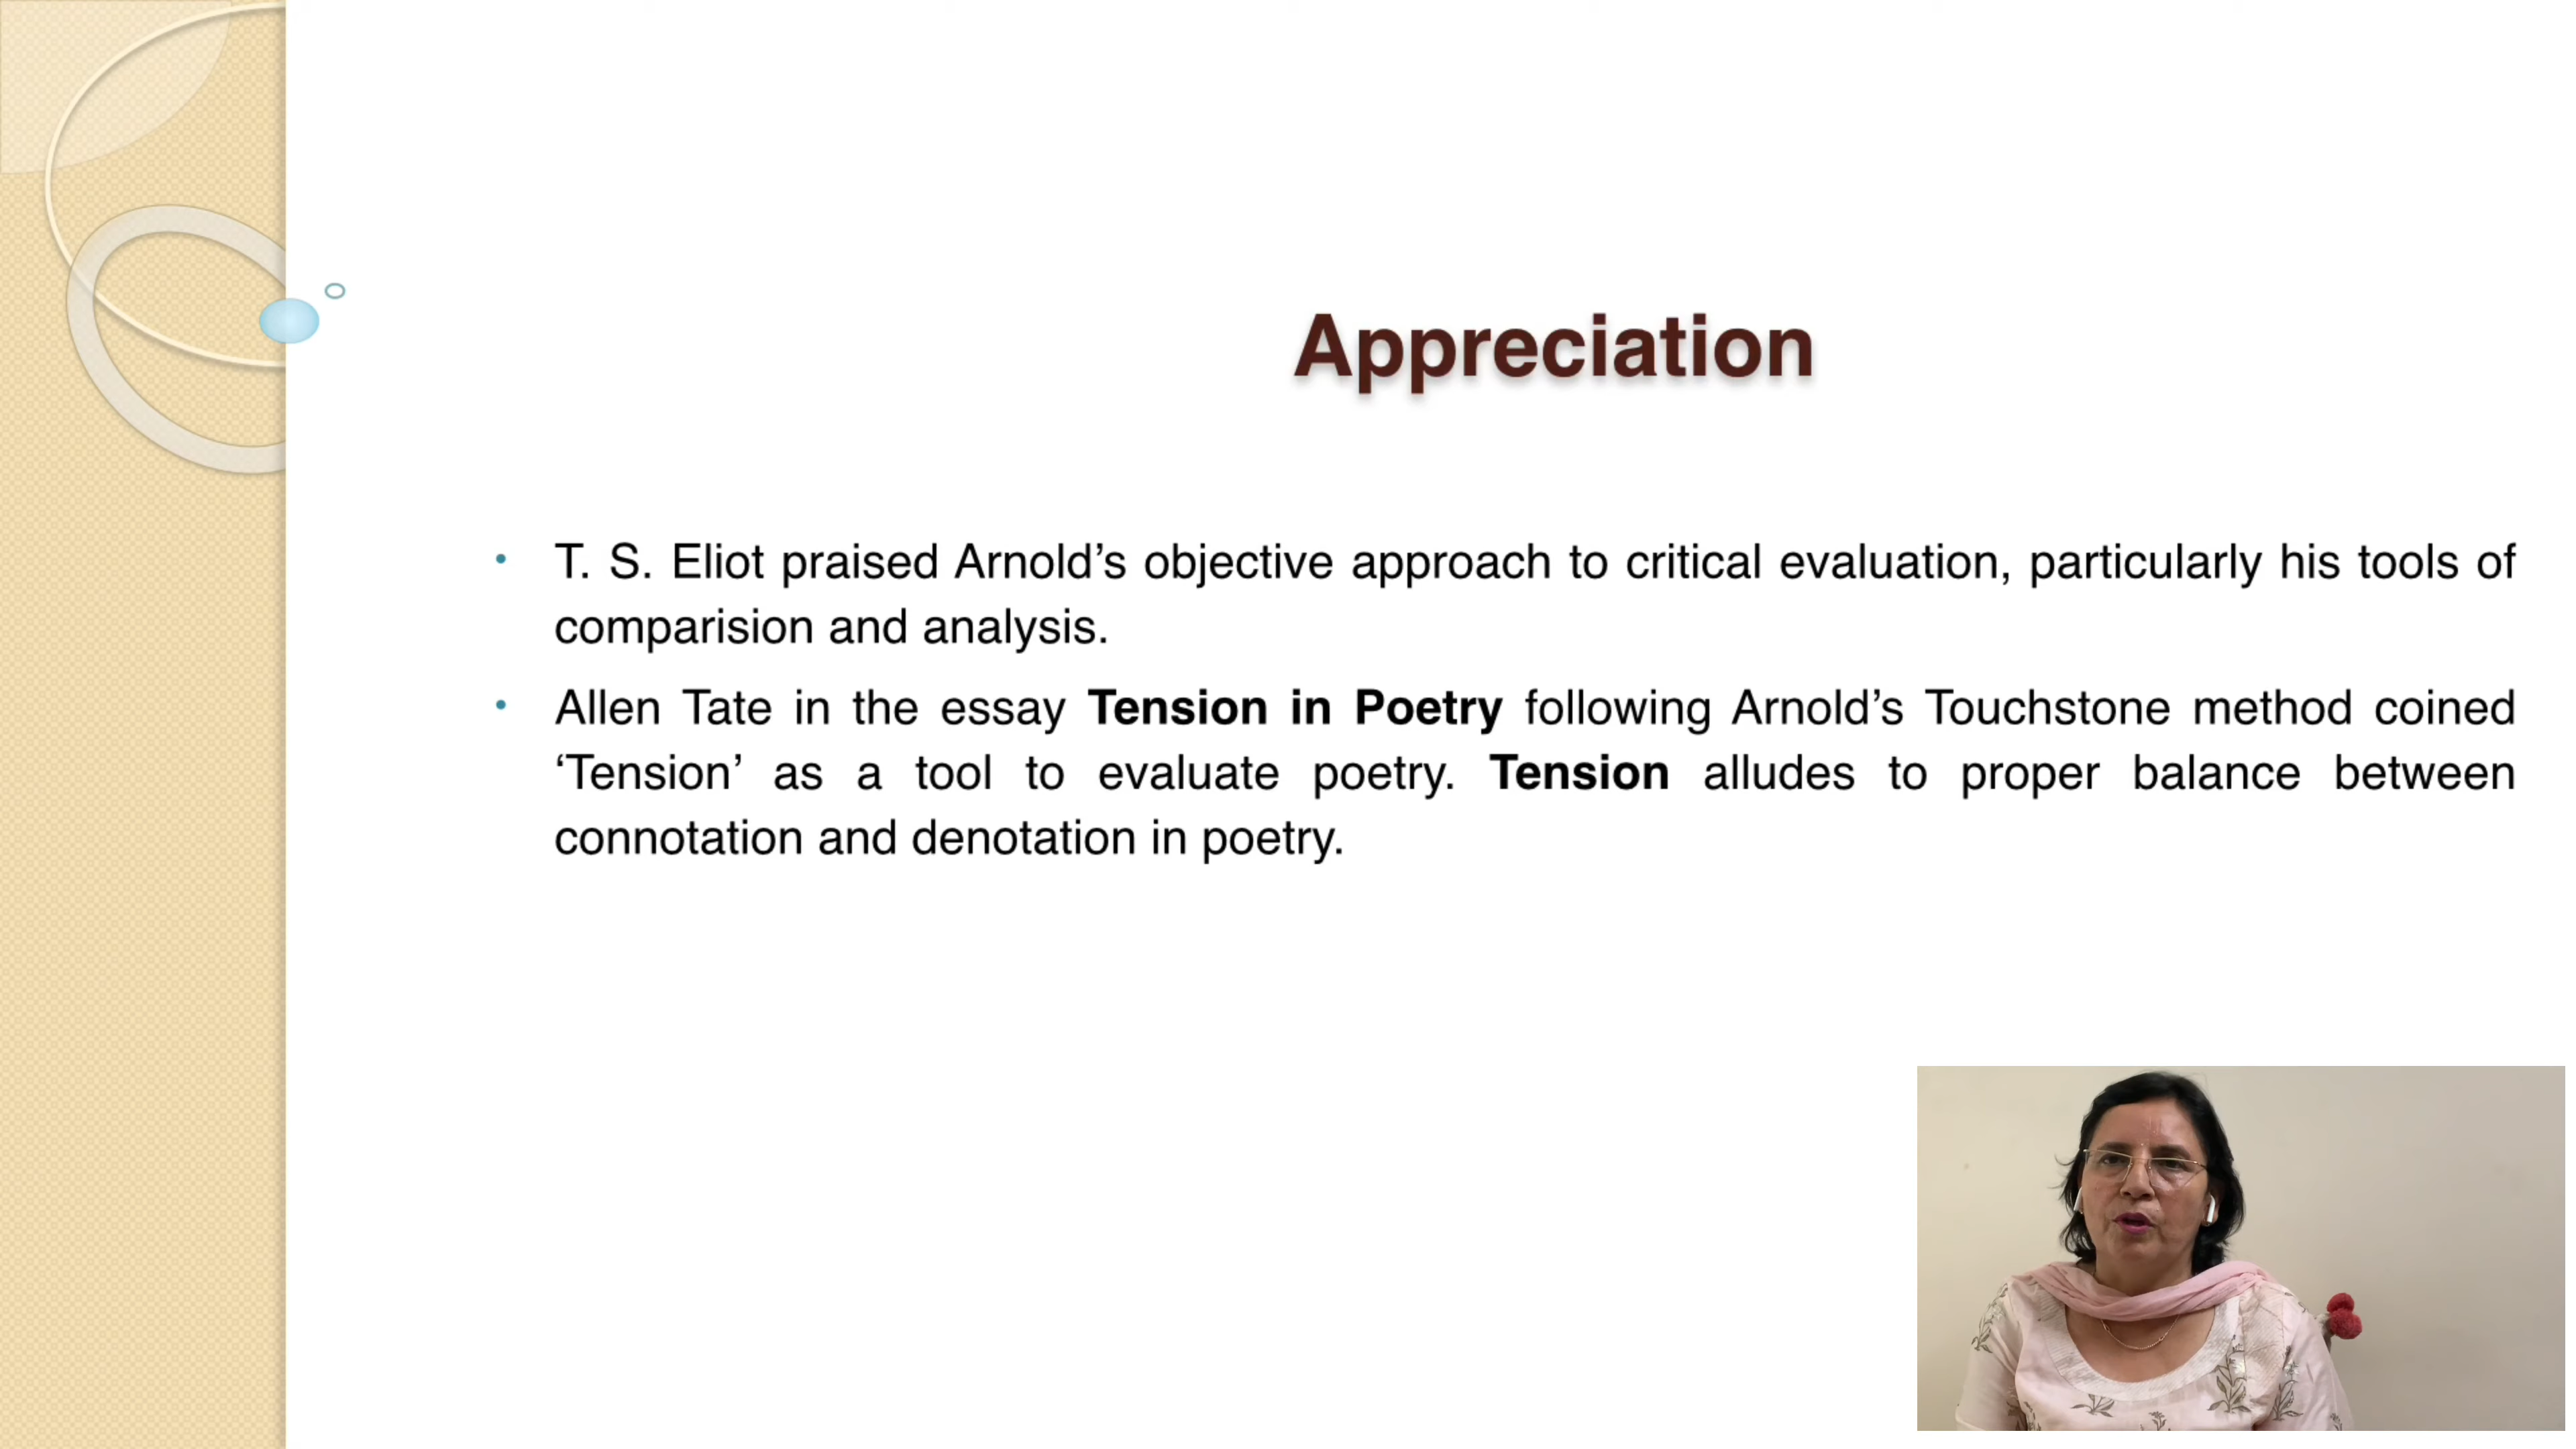 Appreciation
• T. S. Eliot praised Arnold’s objective approach to critical evaluation, particularly his tools of
comparision and analysis.
• Allen Tate in the essay Tension in Poetry following Arnold’s Touchstone method coined
‘Tension’ as a tool to evaluate poetry. Tension alludes to proper balance between
connotation and denotation in poetry.